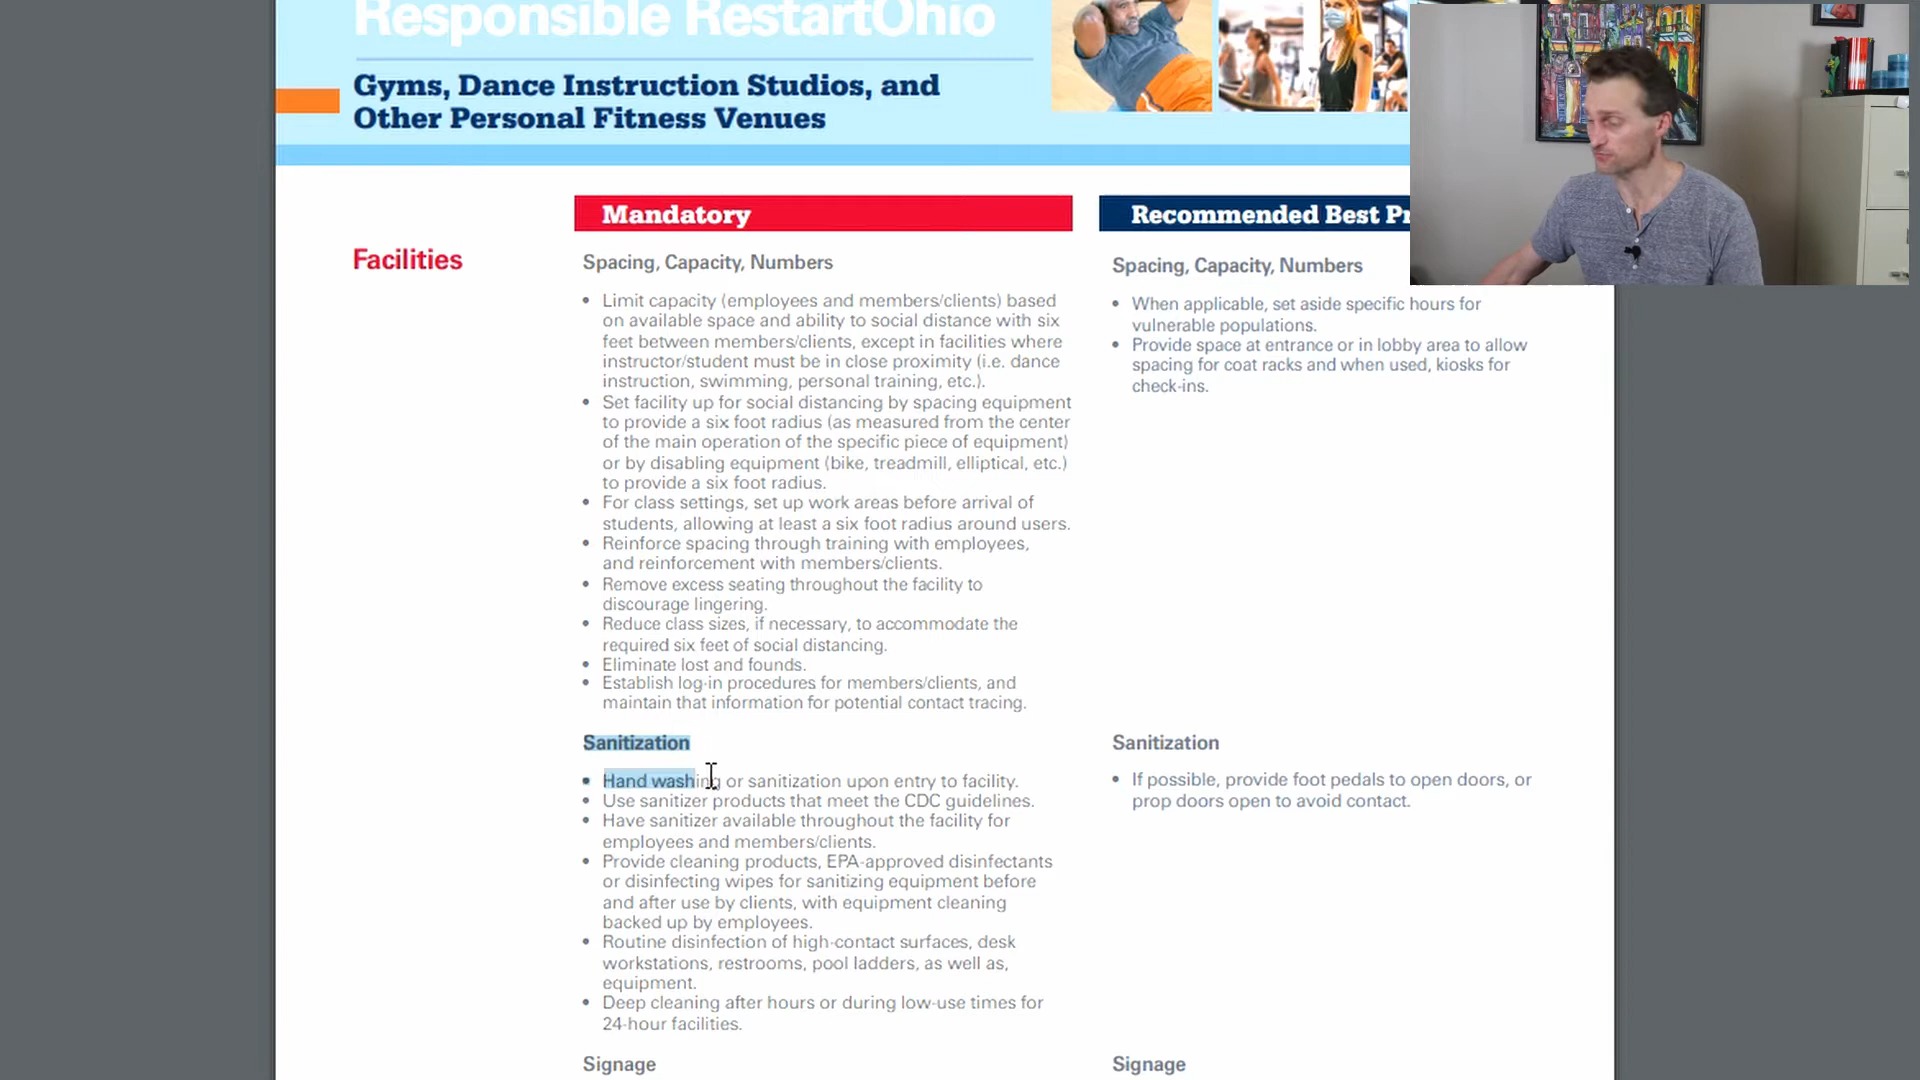 Responsible RestartOhio
Gyms, Dance Instruction Studios, and
Other Personal Fitness Venues
Mandatory
Recommended Best Pr
Facilities
Spacing, Capacity, Numbers
• Limit capacity (employees and members/clients) based
on available space and ability to social distance with six
feet between members/clients, except in facilities where
instructor/student must be in close proximity (i.e. dance
instruction, swimming, personal training, etc.).
• Set facility up for social distancing by spacing equipment
to provide a six foot radius (as measured from the center
of the main operation of the specific piece of equipment)
or by disabling equipment (bike, treadmill, elliptical, etc.)
to provide a six foot radius.
• For class settings, set up work areas before arrival of
students, allowing at least a six foot radius around users.
• Reinforce spacing through training with employees,
and reinforcement with members/clients.
• Remove excess seating throughout the facility to
discourage lingering.
• Reduce class sizes, if necessary, to accommodate the
required six feet of social distancing.
• Eliminate lost and founds.
• Establish log-in procedures for members/clients, and
maintain that information for potential contact tracing.
Spacing, Capacity, Numbers
• When applicable, set aside specific hours for
vulnerable populations.
• Provide space at entrance or in lobby area to allow
spacing for coat racks and when used, kiosks for
check-ins.
Sanitization
• Hand washing or sanitization upon entry to facility.
• Use sanitizer products that meet the CDC guidelines.
• Have sanitizer available throughout the facility for
employees and members/clients.
• Provide cleaning products, EPA-approved disinfectants
or disinfecting wipes for sanitizing equipment before
and after use by clients, with equipment cleaning
backed up by employees.
• Routine disinfection of high-contact surfaces, desk
workstations, restrooms, pool ladders, as well as,
equipment.
• Deep cleaning after hours or during low-use times for
24-hour facilities.
Sanitization
• If possible, provide foot pedals to open doors, or
prop doors open to avoid contact.
Signage
Signage